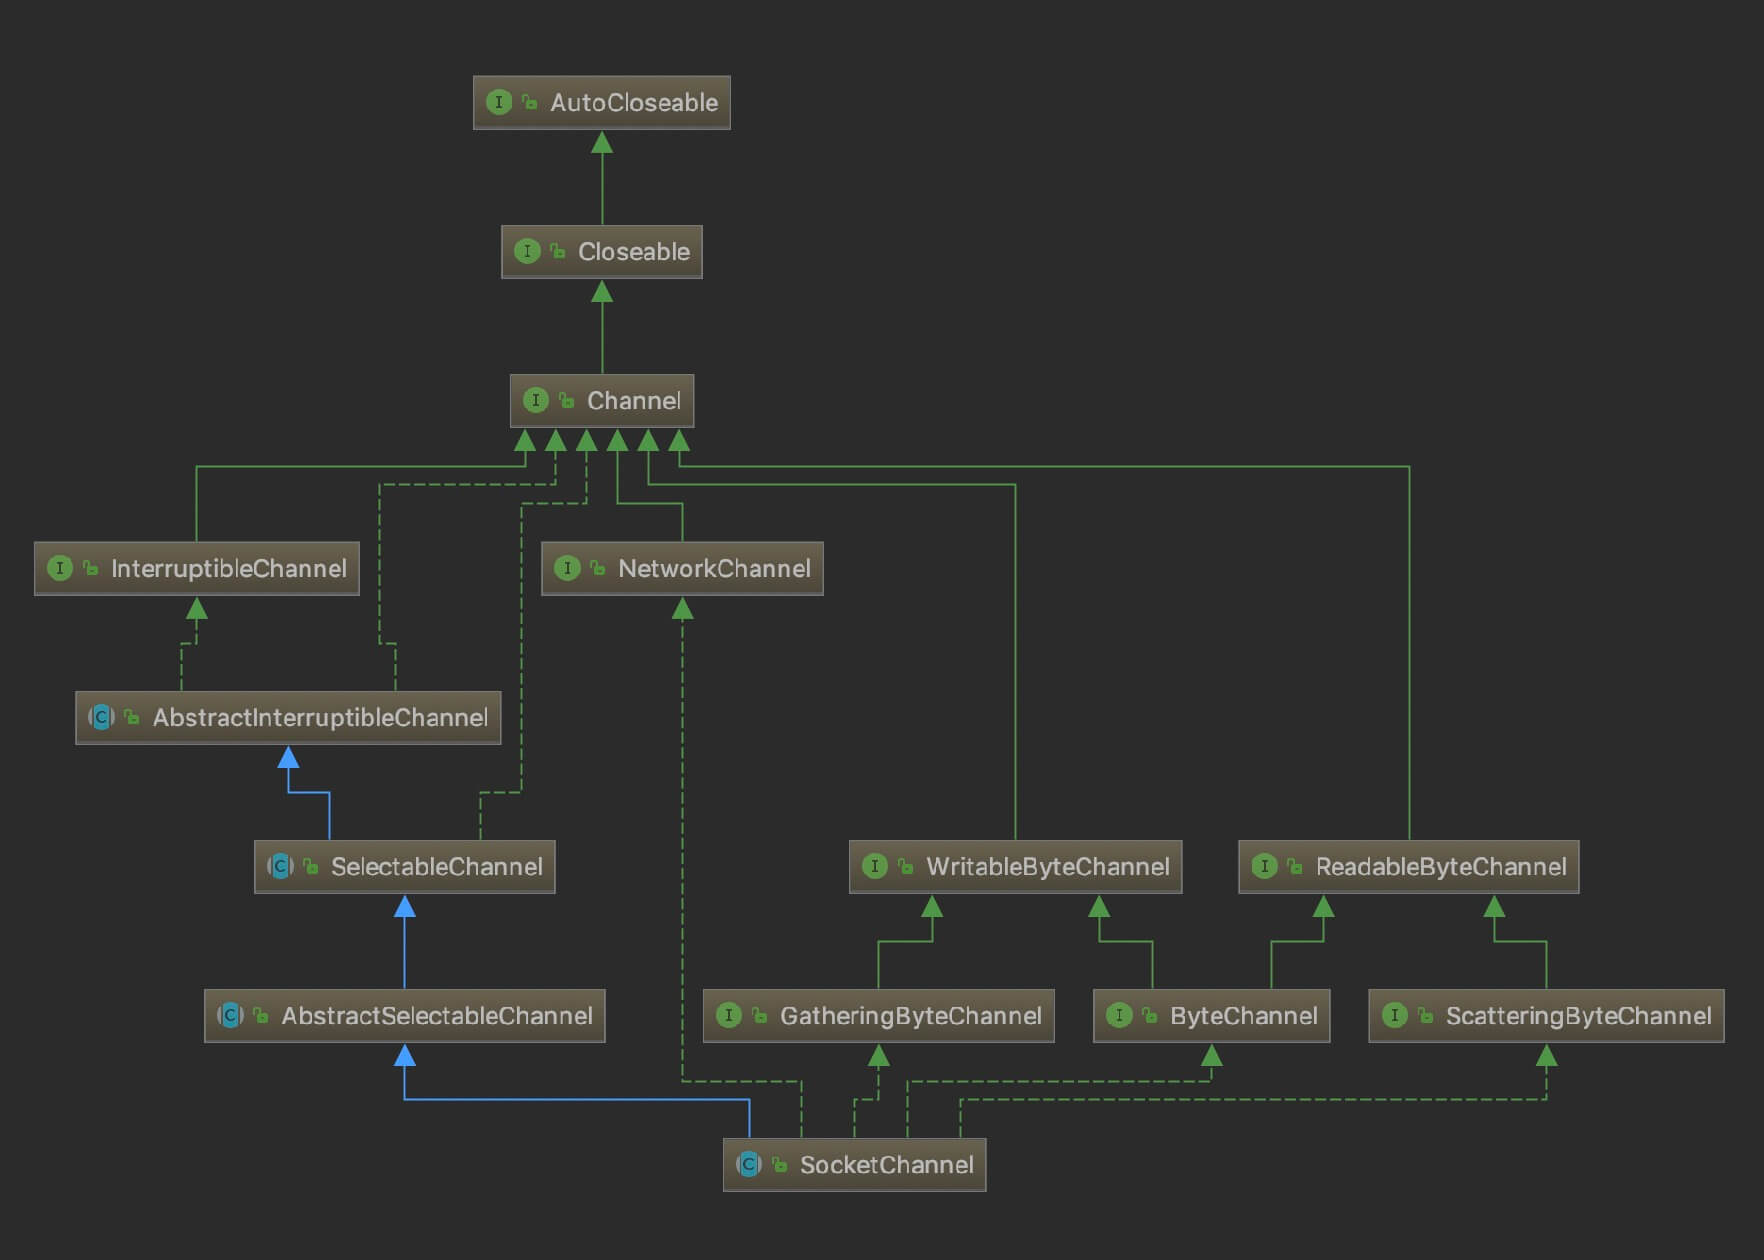 AutoCloseable
Closeable
Channel
InterruptibleChannel
NetworkChannel
AbstractInterruptibleChannel
SelectableChannel
WritableByteChannel
ReadableByteChannel
AbstractSelectableChannel
GatheringByteChannel
ByteChannel
ScatteringByteChannel
SocketChannel